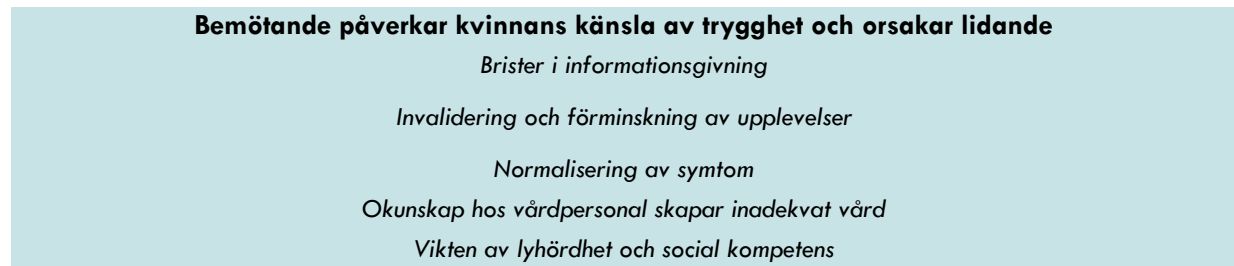 Bemötande påverkar kvinnans känsla av trygghet och orsakar lidande
Brister i informationsgivning
Invalidering och förminskning av upplevelser
Normalisering av symtom
Okunskap hos vårdpersonal skapar inadekvat vård
Vikten av lyhördhet och social kompetens